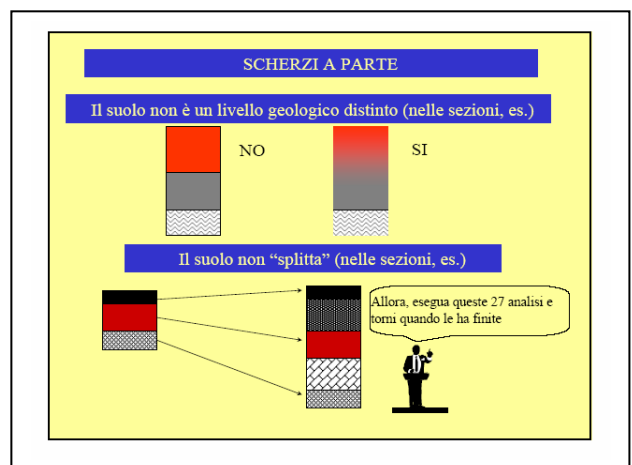 SCHERZI A PARTE
Il suolo non è un livello geologico distinto (nelle sezioni, es.)
NO
SI
Il suolo non “splitta” (nelle sezioni, es.)
Allora, esegua queste 27 analisi e
torni quando le ha finite